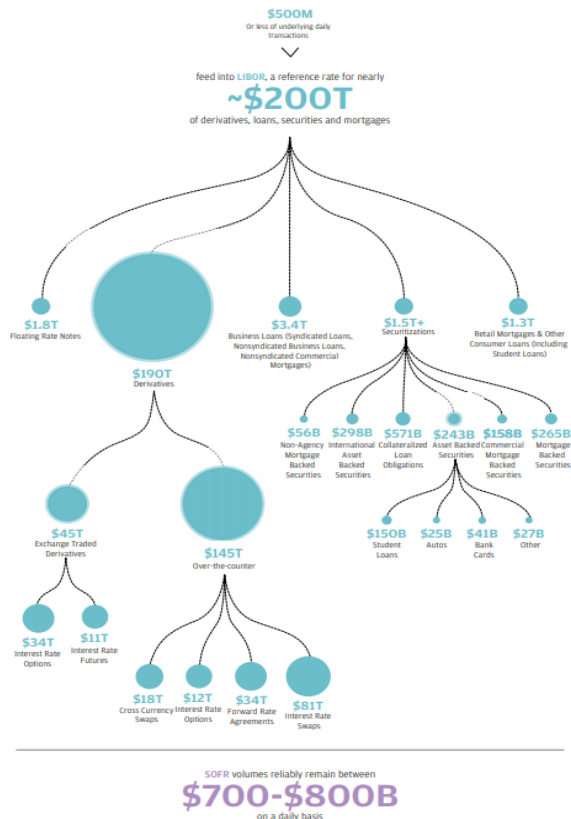 $500M
Or less of underlying daily
transactions
feed into LIBOR, a reference rate for nearly
~$200T
of derivatives, loans, securities and mortgages
$1.8T
Floating Rate Notes
$190T
Derivatives
$3.4T
Business Loans (Syndicated Loans,
Nonsyndicated Business Loans,
Nonsyndicated Commercial
Mortgages)
$1.5T+
Securitizations
$1.3T
Retail Mortgages & Other
Consumer Loans (Including
Student Loans)
$56B
Non-Agency
Mortgage
Backed
Securities
$298B
International
Asset
Backed
Securities
$571B
Collateralized
Loan
Obligations
$243B
Asset Backed
Securities
$158B
Commercial
Mortgage
Backed
Securities
$265B
Mortgage
Backed
Securities
$45T
Exchange Traded
Derivatives
$145T
Over-the-counter
$150B
Student
Loans
$25B
Autos
$41B
Bank
Cards
$27B
Other
$34T
Interest Rate
Options
$11T
Interest Rate
Futures
$18T
Cross Currency
Swaps
$12T
Interest Rate
Options
$34T
Forward Rate
Agreements
$81T
Interest Rate
Swaps
SOFR volumes reliably remain between
$700-$800B
on a daily basis